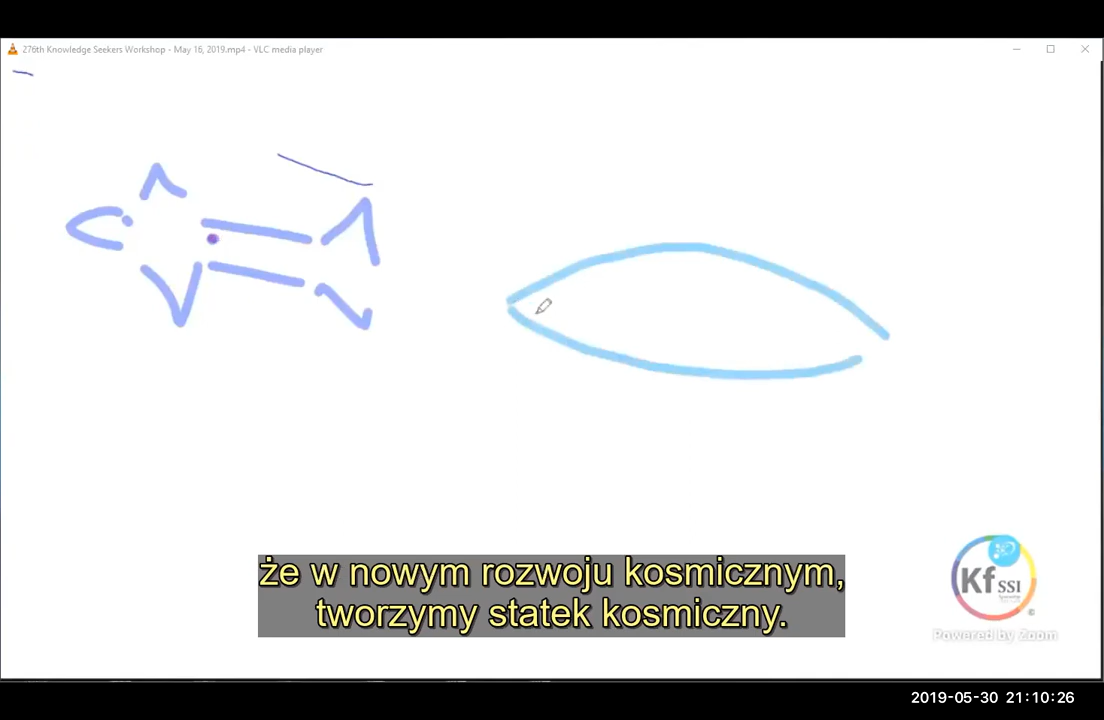 276th Knowledge Seekers Workshop - May 16, 2019.mp4 - VLC media player
że w nowym rozwoju kosmicznym,
tworzymy statek kosmiczny.
Kf SSI
Powered by Zoom
2019-05-30 21:10:26